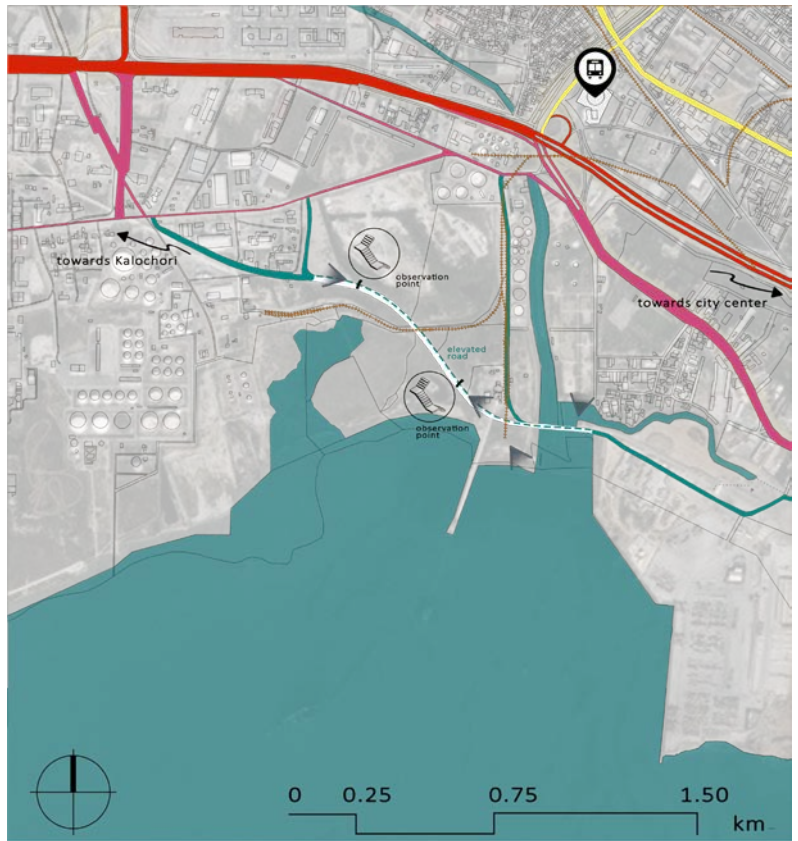 towards Kalochori
observation
point
towards city center
elevated
road
observation
point
0 0.25 0.75 1.50
km